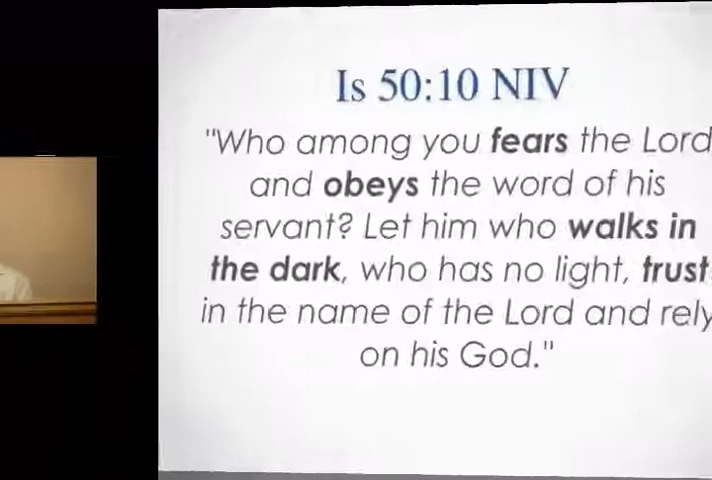 Is 50:10 NIV
"Who among you fears the Lord
and obeys the word of his
servant? Let him who walks in
the dark, who has no light, trust
in the name of the Lord and rely
on his God."